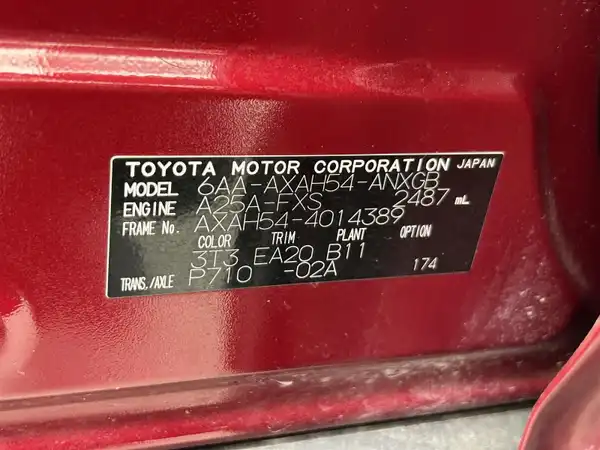 TOYOTA MOTOR CORPORATION JAPAN
MODEL 6AA-AXAH54-ANXGB
ENGINE A25A-FXS 2487 mL
FRAME No. AXAH54-4014389
COLOR TRIM PLANT OPTION
3T3 EA20 B11
TRANS./AXLE P710 -02A 174